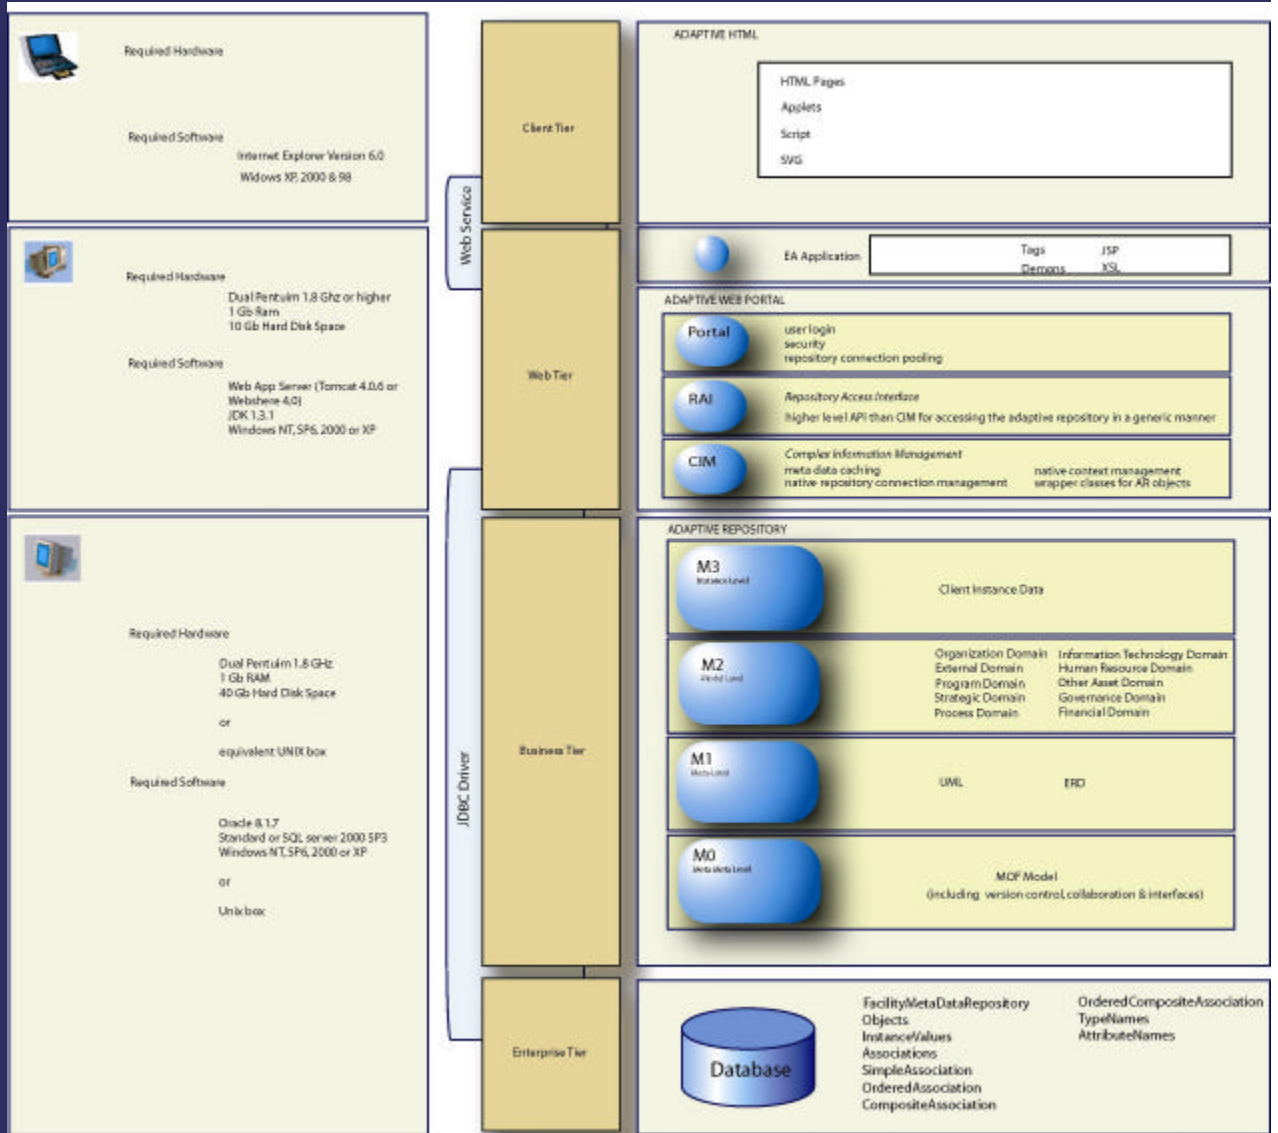 Required Hardware
Required Software
Internet Explorer Version 6.0
Widows XP, 2000 & 98
Required Hardware
Dual Pentuim 1.8 Ghz or higher
1 Gb Ram
10 Gb Hard Disk Space
Required Software
Web App Server (Tomcat 4.0.6 or
Webshere 4.0)
JDK 1.3.1
Windows NT, SP6, 2000 or XP
Required Hardware
Dual Pentuim 1.8 GHz
1 Gb RAM
40 Gb Hard Disk Space
or
equivalent UNIX box
Required Software
Oracle 8.1.7
Standard or SQL server 2000 SP3
Windows NT, SP6, 2000 or XP
or
Unix box
Web Service
JDBC Driver
Client Tier
Web Tier
Business Tier
Enterprise Tier
ADAPTIVE HTML
HTML Pages
Applets
Script
SVG
EA Application
Tags JSP
Demons XSL
ADAPTIVE WEB PORTAL
Portal
user login
security
repository connection pooling
RAI
Repository Access Interface
higher level API than CIM for accessing the adaptive repository in a generic manner
CIM
Complex Information Management
meta data caching native context management
native repository connection management wrapper classes for AR objects
ADAPTIVE REPOSITORY
M3
Instance Level
Client Instance Data
M2
Model Level
Organization Domain Information Technology Domain
External Domain Human Resource Domain
Program Domain Other Asset Domain
Strategic Domain Governance Domain
Process Domain Financial Domain
M1
Meta Level
UML ERD
M0
Meta Meta Level
MOF Model
(including version control, collaboration & interfaces)
Database
FacilityMetaDataRepository OrderedCompositeAssociation
Objects TypeNames
InstanceValues AttributeNames
Associations
SimpleAssociation
OrderedAssociation
CompositeAssociation